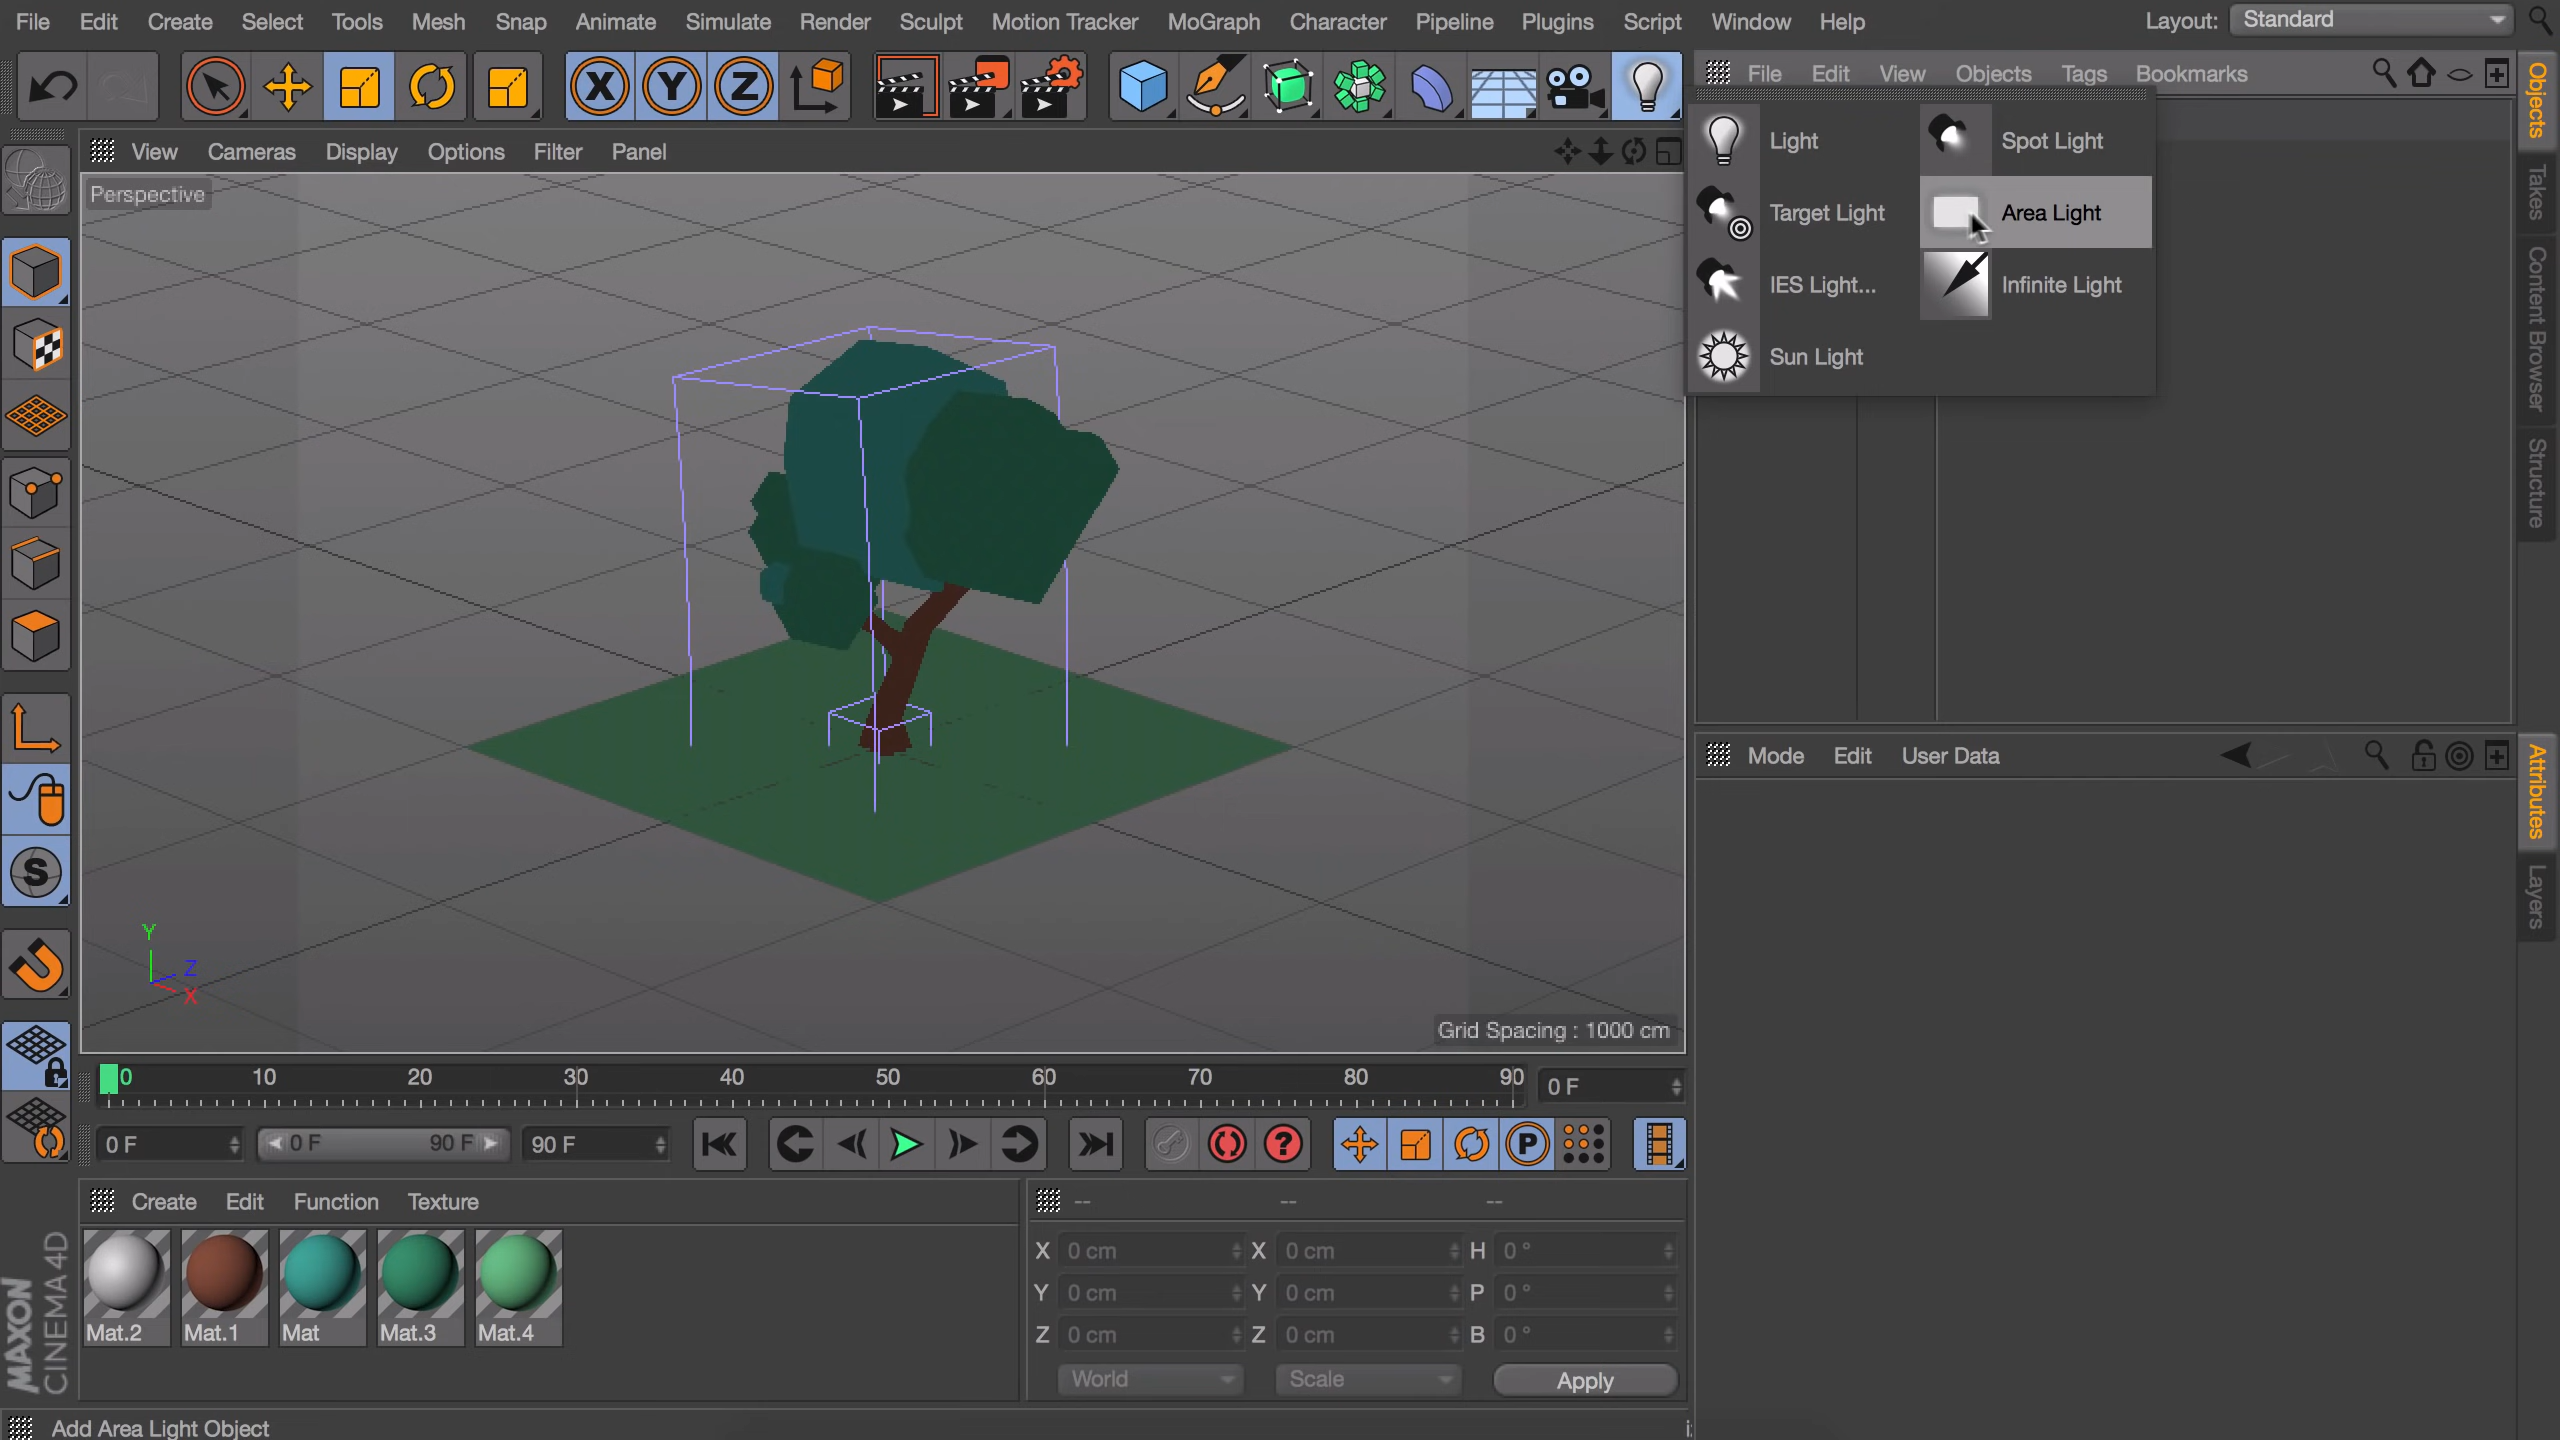 File Edit Create Select Tools Mesh Snap Animate Simulate Render Sculpt Motion Tracker MoGraph Character Pipeline Plugins Script Window Help Layout: Standard
File Edit View Objects Tags Bookmarks
View Cameras Display Options Filter Panel
Perspective
Light Spot Light
Target Light Area Light
IES Light... Infinite Light
Sun Light
Objects
Takes
Content Browser
Structure
X Y Z
S
Y
Z
X
Grid Spacing : 1000 cm
Mode Edit User Data
Attributes
Layers
0 10 20 30 40 50 60 70 80 90 0 F
0 F 0 F 90 F 90 F ? P
Create Edit Function Texture
Mat.2 Mat.1 Mat Mat.3 Mat.4
-- -- --
X 0 cm X 0 cm H 0 °
Y 0 cm Y 0 cm P 0 °
Z 0 cm Z 0 cm B 0 °
World Scale Apply
MAXON
CINEMA 4D
Add Area Light Object